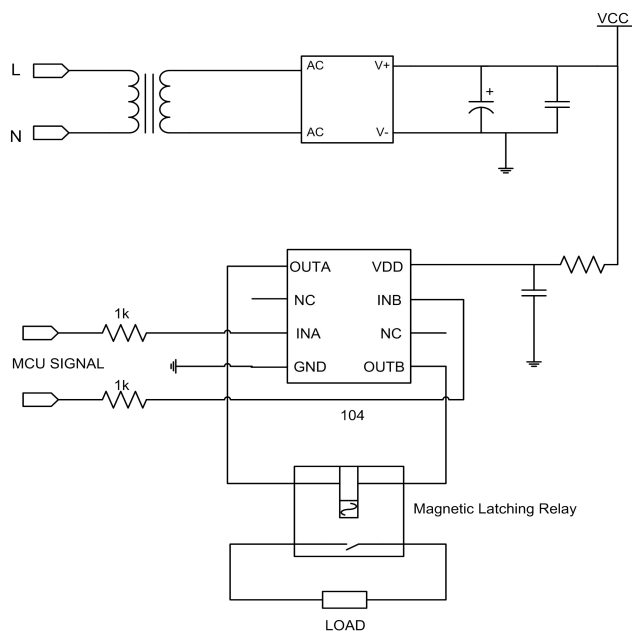 VCC
L
AC
V+
+
N
AC
V-
OUTA
VDD
NC
INB
1k
INA
NC
MCU SIGNAL
GND
OUTB
1k
104
Magnetic Latching Relay
LOAD